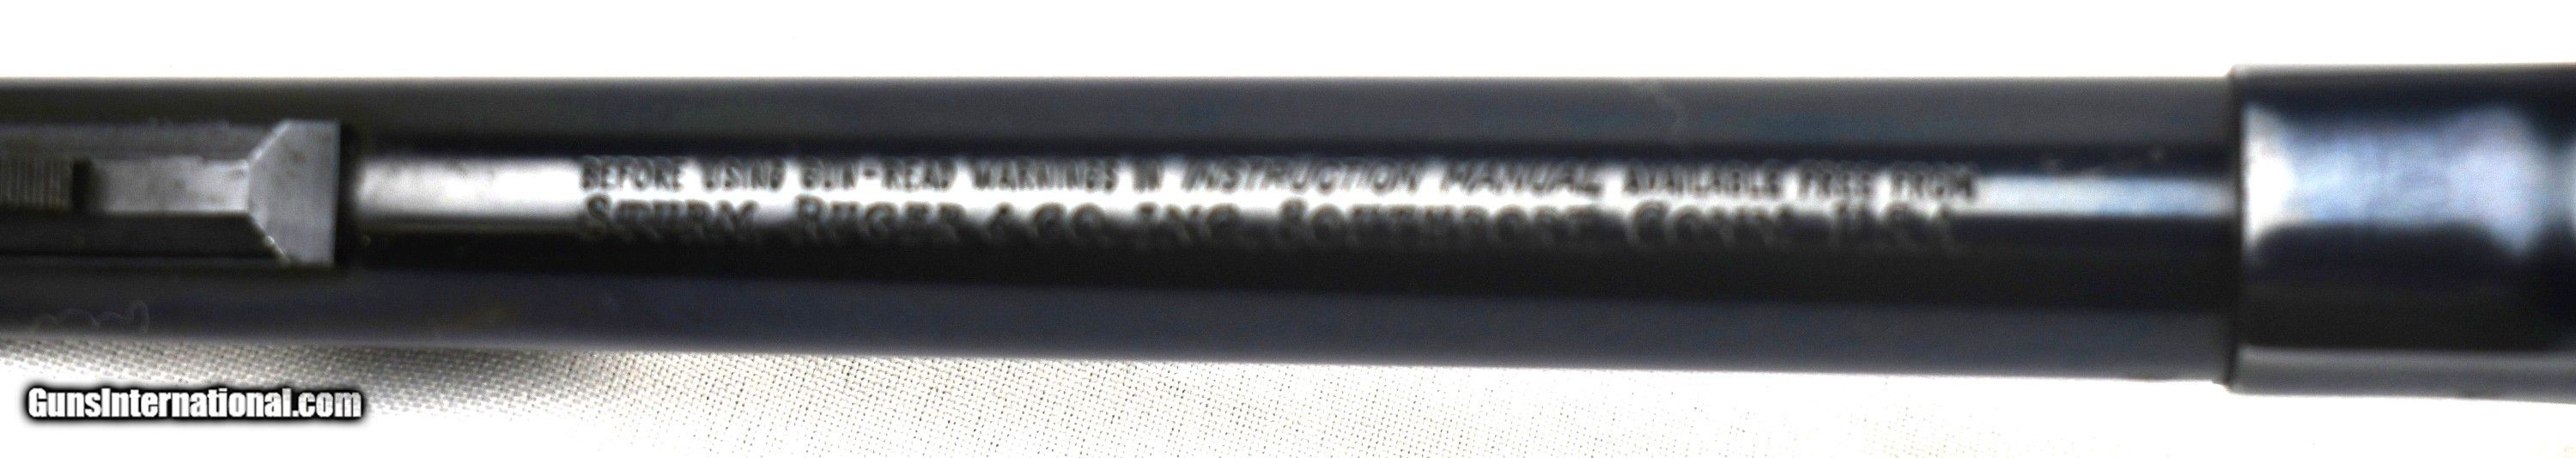 BEFORE USING GUN-READ WARNINGS IN INSTRUCTION MANUAL AVAILABLE FREE FROM
STURM, RUGER & CO. INC. SOUTHPORT, CONN. U.S.A.
GunsInternational.com